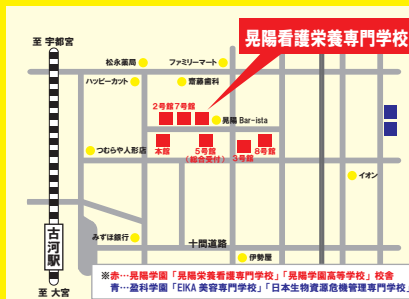 至 宇都宮
松永薬局
ファミリーマート
晃陽看護栄養専門学校
ハッピーカット
齋藤歯科
2号館 7号館
晃陽 Bar-ista
つむらや人形店
本館
5号館
(総合受付)
3号館
8号館
イオン
古河駅
みずほ銀行
十間道路
伊勢屋
至 大宮
※赤…晃陽学園「晃陽栄養看護専門学校」「晃陽学園高等学校」校舎
青…盈科学園「EIKA 美容専門学校」「日本生物資源危機管理専門学校」